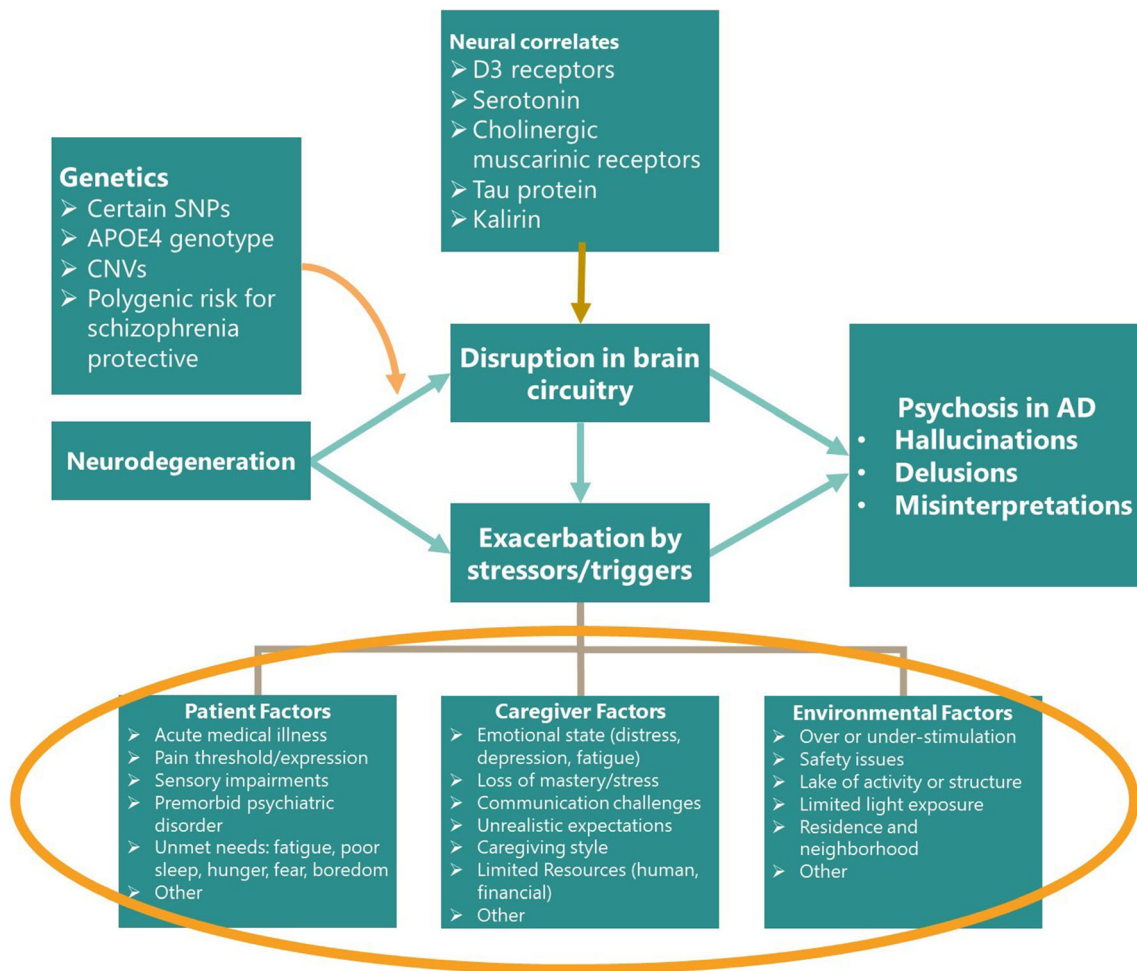 Neural correlates
➢ D3 receptors
➢ Serotonin
➢ Cholinergic
muscarinic receptors
➢ Tau protein
➢ Kalirin
Genetics
➢ Certain SNPs
➢ APOE4 genotype
➢ CNVs
➢ Polygenic risk for
schizophrenia
protective
Disruption in brain
circuitry
Neurodegeneration
Psychosis in AD
• Hallucinations
• Delusions
• Misinterpretations
Exacerbation by
stressors/triggers
Patient Factors
➢ Acute medical illness
➢ Pain threshold/expression
➢ Sensory impairments
➢ Premorbid psychiatric
disorder
➢ Unmet needs: fatigue, poor
sleep, hunger, fear, boredom
➢ Other
Caregiver Factors
➢ Emotional state (distress,
depression, fatigue)
➢ Loss of mastery/stress
➢ Communication challenges
➢ Unrealistic expectations
➢ Caregiving style
➢ Limited Resources (human,
financial)
➢ Other
Environmental Factors
➢ Over or under-stimulation
➢ Safety issues
➢ Lake of activity or structure
➢ Limited light exposure
➢ Residence and
neighborhood
➢ Other